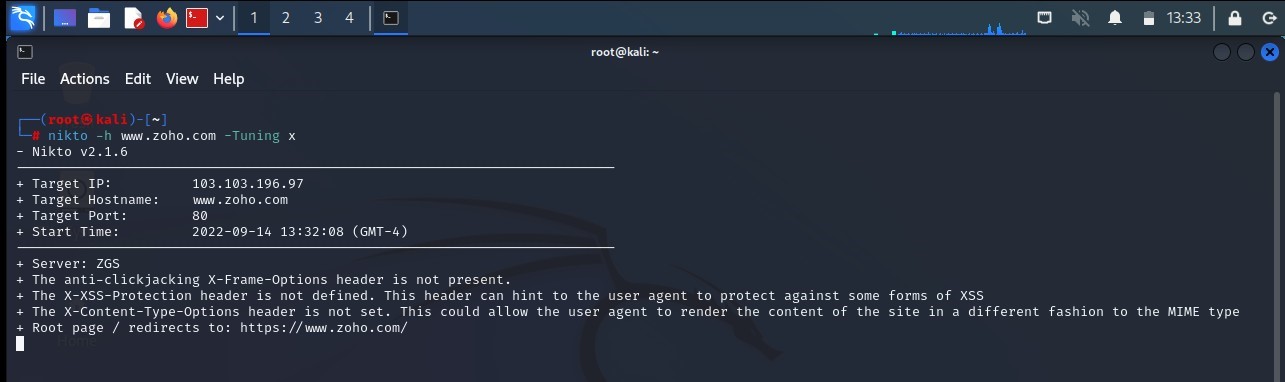 1 2 3 4 13:33
root@kali: ~
File Actions Edit View Help
┌──(root㉿kali)-[~]
└─# nikto -h www.zoho.com -Tuning x
- Nikto v2.1.6
---------------------------------------------------------------------------
+ Target IP: 103.103.196.97
+ Target Hostname: www.zoho.com
+ Target Port: 80
+ Start Time: 2022-09-14 13:32:08 (GMT-4)
---------------------------------------------------------------------------
+ Server: ZGS
+ The anti-clickjacking X-Frame-Options header is not present.
+ The X-XSS-Protection header is not defined. This header can hint to the user agent to protect against some forms of XSS
+ The X-Content-Type-Options header is not set. This could allow the user agent to render the content of the site in a different fashion to the MIME type
+ Root page / redirects to: https://www.zoho.com/
Home